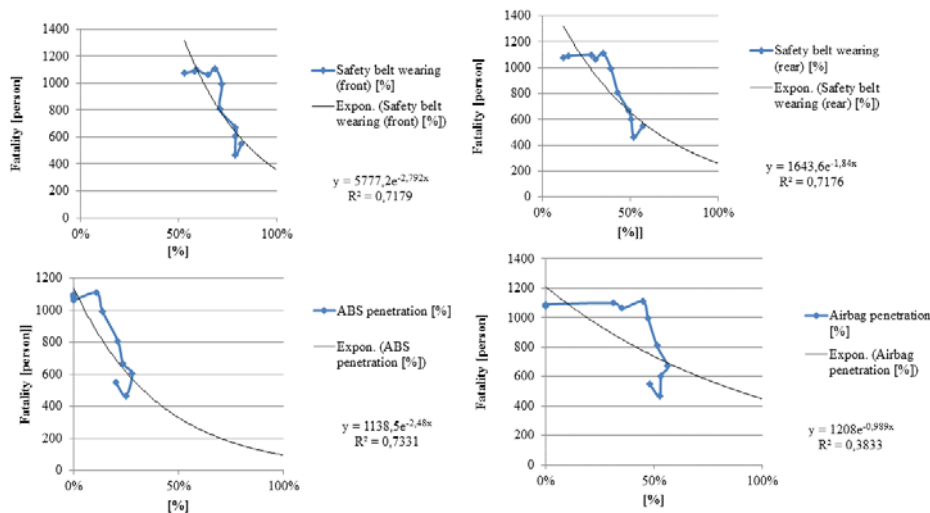 1400
1200
1000
800
600
400
200
0
Fatality [person]
0%
50%
100%
[%]
Safety belt wearing
(front) [%]
Expon. (Safety belt
wearing (front) [%])
y = 5777,2e^-2,792x
R² = 0,7179
1400
1200
1000
800
600
400
200
0
Fatality [person]
0%
50%
100%
[%]]
Safety belt wearing
(rear) [%]
Expon. (Safety belt
wearing (rear) [%])
y = 1643,6e^-1,84x
R² = 0,7176
1200
1000
800
600
400
200
0
Fatality [person]]
0%
50%
100%
[%]
ABS penetration [%]
Expon. (ABS
penetration [%])
y = 1138,5e^-2,48x
R² = 0,7331
1400
1200
1000
800
600
400
200
0
Fatality [person]
0%
50%
100%
[%]
Airbag penetration
[%]
Expon. (Airbag
penetration [%])
y = 1208e^-0,989x
R² = 0,3833